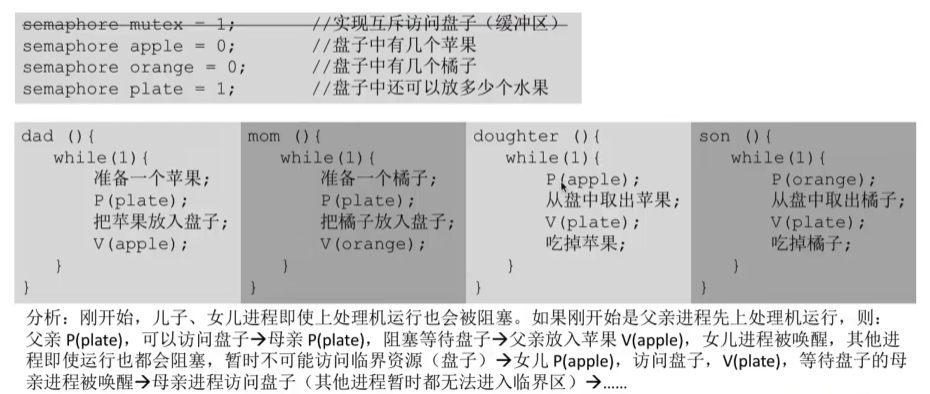 semaphore mutex = 1; //实现互斥访问盘子（缓冲区）
semaphore apple = 0; //盘子中有几个苹果
semaphore orange = 0; //盘子中有几个橘子
semaphore plate = 1; //盘子中还可以放多少个水果
dad (){
while(1){
准备一个苹果;
P(plate);
把苹果放入盘子;
V(apple);
}
}
mom (){
while(1){
准备一个橘子;
P(plate);
把橘子放入盘子;
V(orange);
}
}
doughter (){
while(1){
P(apple);
从盘中取出苹果;
V(plate);
吃掉苹果;
}
}
son (){
while(1){
P(orange);
从盘中取出橘子;
V(plate);
吃掉橘子;
}
}
分析：刚开始，儿子、女儿进程即使上处理机运行也会被阻塞。如果刚开始是父亲进程先上处理机运行，则：
父亲 P(plate)，可以访问盘子→母亲 P(plate)，阻塞等待盘子→父亲放入苹果 V(apple)，女儿进程被唤醒，其他进
程即使运行也都会阻塞，暂时不可能访问临界资源（盘子）→女儿 P(apple)，访问盘子，V(plate)，等待盘子的母
亲进程被唤醒→母亲进程访问盘子（其他进程暂时都无法进入临界区）→......